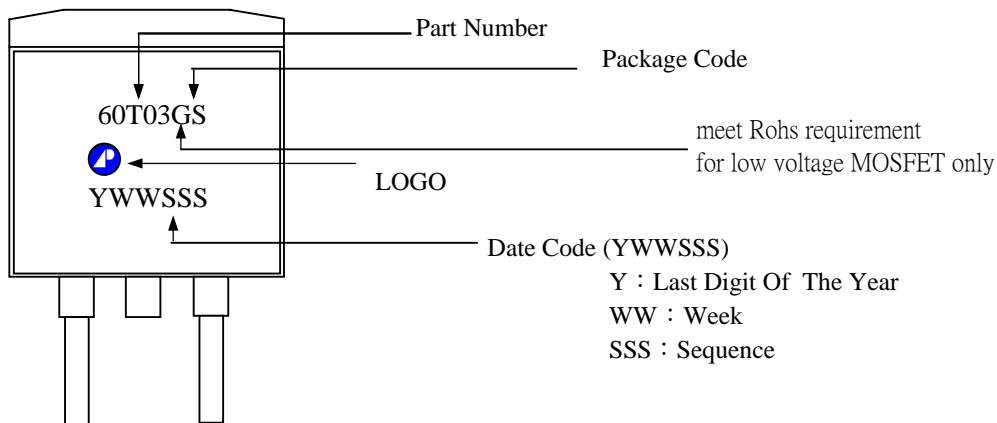 Part Number
Package Code
60T03GS
meet Rohs requirement
for low voltage MOSFET only
LOGO
YWWSSS
Date Code (YWWSSS)
Y：Last Digit Of The Year
WW：Week
SSS：Sequence